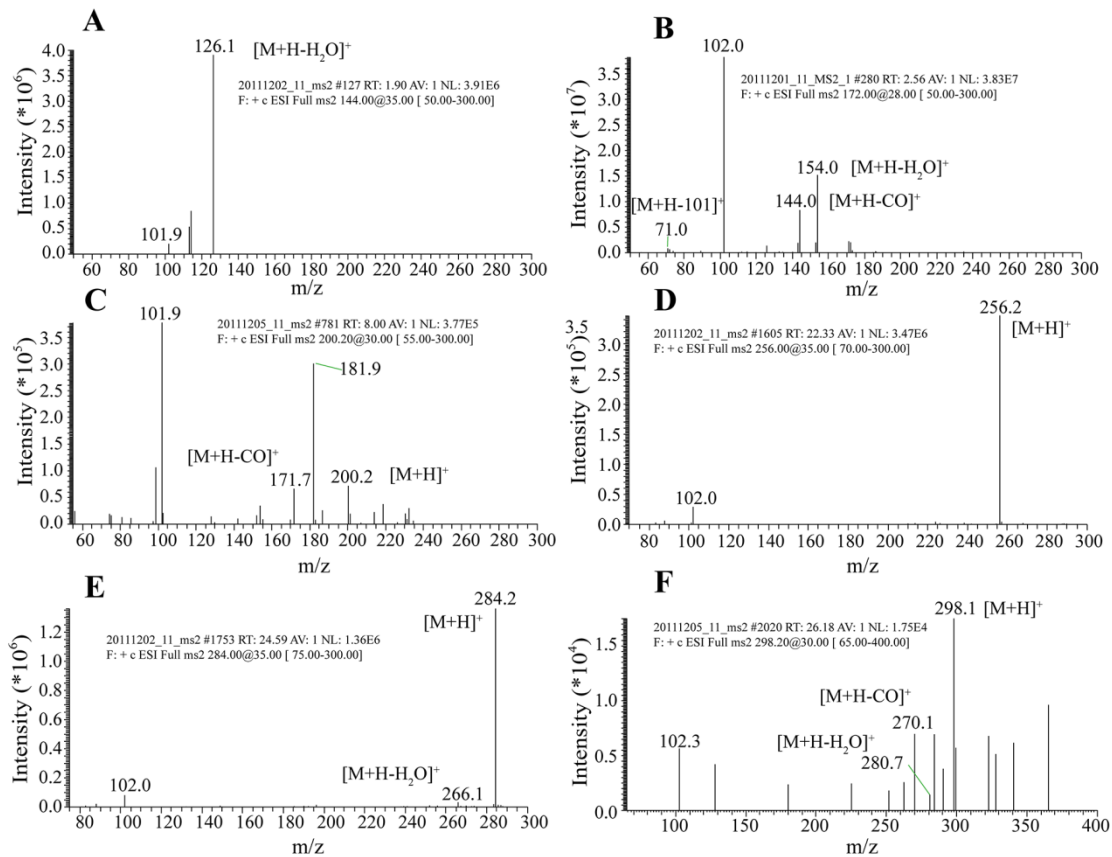 A
Intensity (*10⁶)
4.0
3.5
3.0
2.5
2.0
1.5
1.0
0.5
0.0
126.1
[M+H-H₂O]⁺
20111202_11_ms2 #127 RT: 1.90 AV: 1 NL: 3.91E6
F: + c ESI Full ms2 144.00@35.00 [ 50.00-300.00]
101.9
60 80 100 120 140 160 180 200 220 240 260 280 300
m/z
B
Intensity (*10⁷)
3.5
3.0
2.5
2.0
1.5
1.0
0.5
0.0
102.0
20111201_11_MS2_1 #280 RT: 2.56 AV: 1 NL: 3.83E7
F: + c ESI Full ms2 172.00@28.00 [ 50.00-300.00]
154.0 [M+H-H₂O]⁺
144.0 [M+H-CO]⁺
[M+H-101]⁺
71.0
60 80 100 120 140 160 180 200 220 240 260 280 300
m/z
C
Intensity (*10⁵)
3.5
3.0
2.5
2.0
1.5
1.0
0.5
0.0
101.9
20111205_11_ms2 #781 RT: 8.00 AV: 1 NL: 3.77E5
F: + c ESI Full ms2 200.20@30.00 [ 55.00-300.00]
181.9
[M+H-CO]⁺
171.7
200.2
[M+H]⁺
60 80 100 120 140 160 180 200 220 240 260 280 300
m/z
D
Intensity (*10⁵)
3.5
3.0
2.5
2.0
1.5
1.0
0.5
0.0
256.2
20111202_11_ms2 #1605 RT: 22.33 AV: 1 NL: 3.47E6
F: + c ESI Full ms2 256.00@35.00 [ 70.00-300.00]
[M+H]⁺
102.0
80 100 120 140 160 180 200 220 240 260 280 300
m/z
E
Intensity (*10⁶)
1.2
1.0
0.8
0.6
0.4
0.2
0.0
284.2
[M+H]⁺
20111202_11_ms2 #1753 RT: 24.59 AV: 1 NL: 1.36E6
F: + c ESI Full ms2 284.00@35.00 [ 75.00-300.00]
[M+H-H₂O]⁺
102.0
266.1
80 100 120 140 160 180 200 220 240 260 280 300
m/z
F
Intensity (*10⁴)
1.5
1.0
0.5
0.0
298.1 [M+H]⁺
20111205_11_ms2 #2020 RT: 26.18 AV: 1 NL: 1.75E4
F: + c ESI Full ms2 298.20@30.00 [ 65.00-400.00]
[M+H-CO]⁺
270.1
102.3
[M+H-H₂O]⁺
280.7
100 150 200 250 300 350 400
m/z